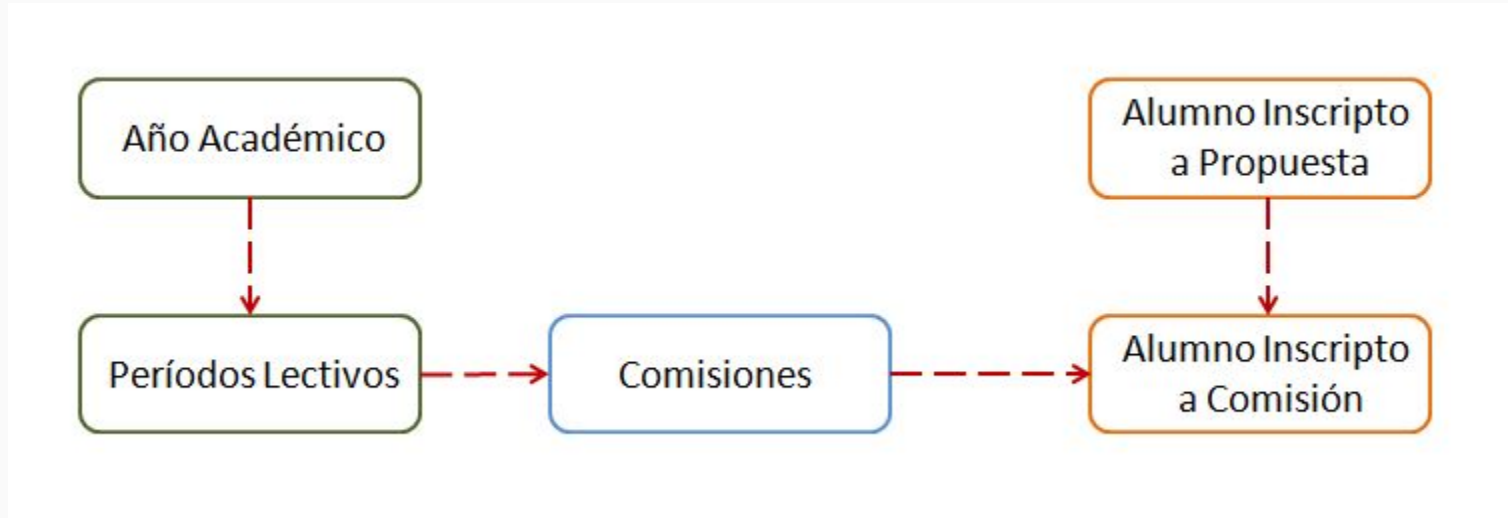 Año Académico
Alumno Inscripto
a Propuesta
Períodos Lectivos
Comisiones
Alumno Inscripto
a Comisión